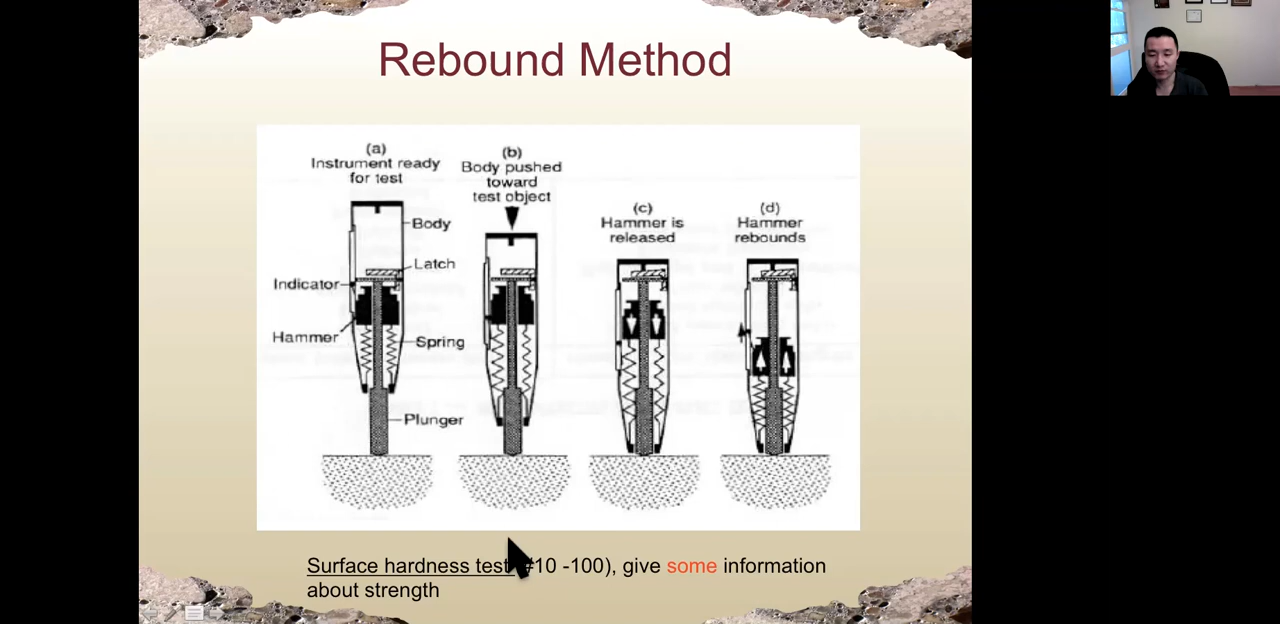 Rebound Method
(a)
Instrument ready
for test
(b)
Body pushed
toward
test object
(c)
Hammer is
released
(d)
Hammer
rebounds
Body
Latch
Indicator
Hammer
Spring
Plunger
Surface hardness test #10 -100), give some information
about strength